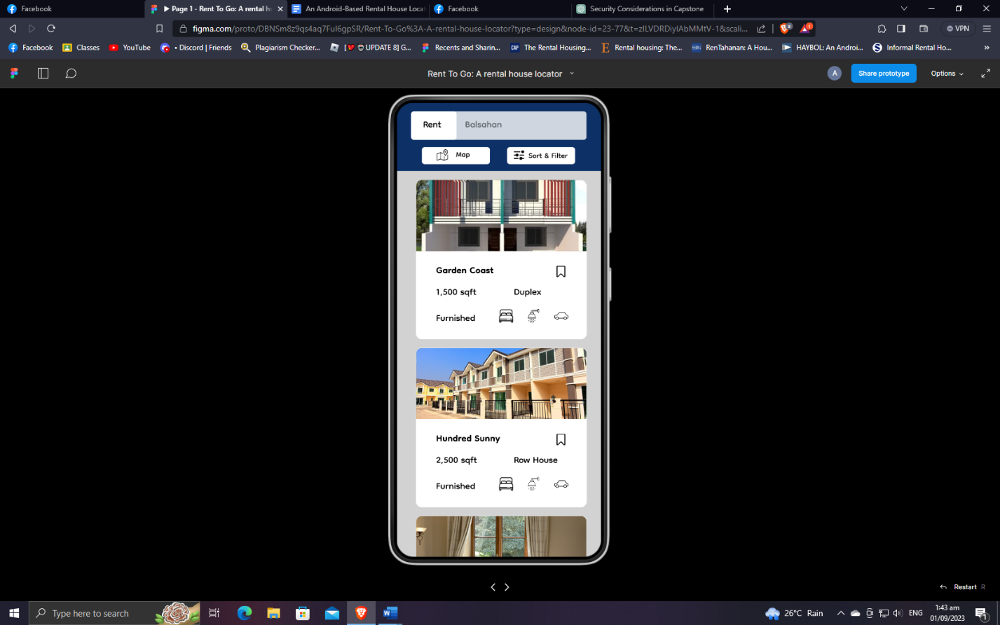 Facebook
Page 1 - Rent To Go: A rental h
An Android-Based Rental House Locat
Facebook
Security Considerations in Capstone
figma.com/proto/DBNSm8z9qs4aq7Ful6gpSR/Rent-To-Go%3A-A-rental-house-locator?type=design&node-id=23-77&t=zlLVDRDiylAbMMtV-1&scali...
VPN
Facebook
Classes
YouTube
• Discord | Friends
Plagiarism Checker...
UPDATE 8] G...
Recents and Sharin...
CAP
The Rental Housing...
Rental housing: The...
RenTahanan: A Hou...
HAYBOL: An Androi...
Informal Rental Ho...
Rent To Go: A rental house locator
A
Share prototype
Options
Rent
Balsahan
Map
Sort & Filter
Garden Coast
1,500 sqft
Duplex
Furnished
Hundred Sunny
2,500 sqft
Row House
Furnished
Restart R
Type here to search
26°C Rain
ENG
1:43 am
01/09/2023
1